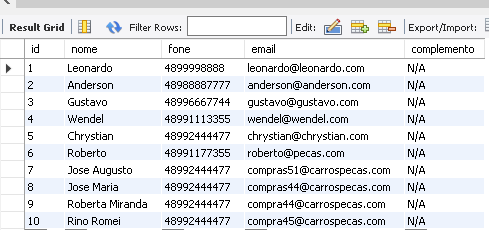 Result Grid Filter Rows: Edit: Export/Import:
id nome fone email complemento
1 Leonardo 4899998888 leonardo@leonardo.com N/A
2 Anderson 48988887777 anderson@anderson.com N/A
3 Gustavo 48996667744 gustavo@gustavo.com N/A
4 Wendel 48991113355 wendel@wendel.com N/A
5 Chrystian 48992444477 chrystian@chrystian.com N/A
6 Roberto 48991177355 roberto@pecas.com N/A
7 Jose Augusto 48992444477 compras51@carrospecas.com N/A
8 Jose Maria 48992444477 compras44@carrospecas.com N/A
9 Roberta Miranda 48992444477 compra44@carrospecas.com N/A
10 Rino Romei 48992444477 compra45@carrospecas.com N/A